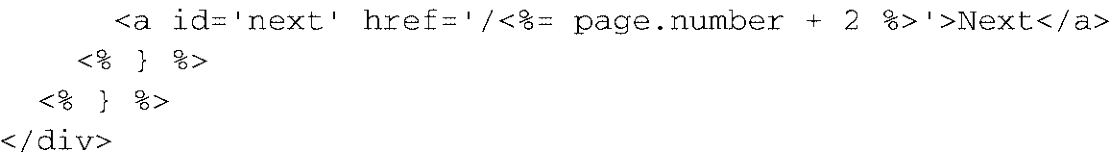 <a id='next' href='/<%= page.number + 2 %>'>Next</a>
    <% } %>
  <% } %>
</div>